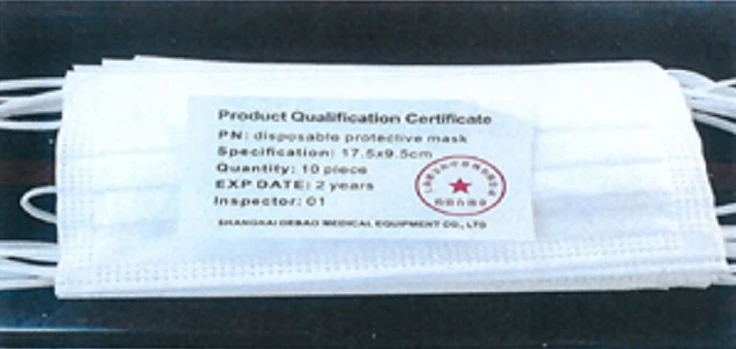 Product Qualification Certificate
PN: disposable protective mask
Specification: 17.5x9.5cm
Quantity: 10 piece
EXP DATE: 2 years
Inspector: 01
SHANGHAI DEBAO MEDICAL EQUIPMENT CO., LTD